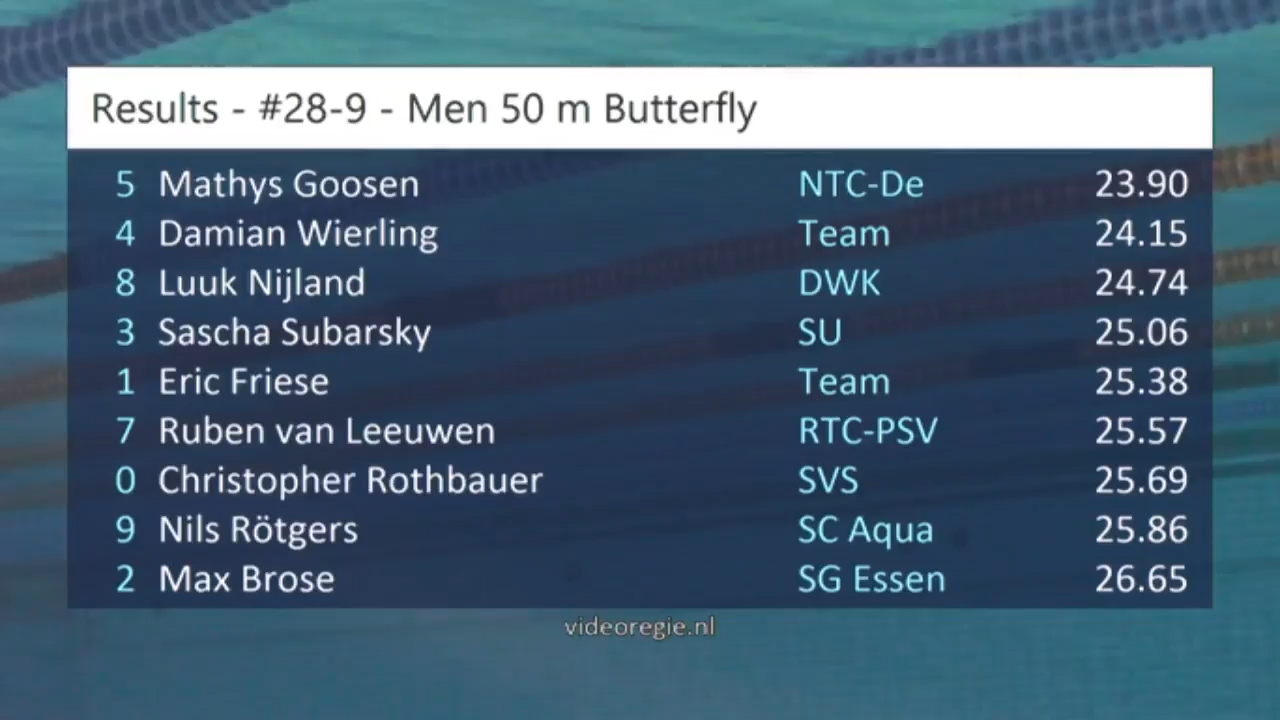 Results - #28-9 - Men 50 m Butterfly
5 Mathys Goosen NTC-De 23.90
4 Damian Wierling Team 24.15
8 Luuk Nijland DWK 24.74
3 Sascha Subarsky SU 25.06
1 Eric Friese Team 25.38
7 Ruben van Leeuwen RTC-PSV 25.57
0 Christopher Rothbauer SVS 25.69
9 Nils Rötgers SC Aqua 25.86
2 Max Brose SG Essen 26.65
videoregie.nl